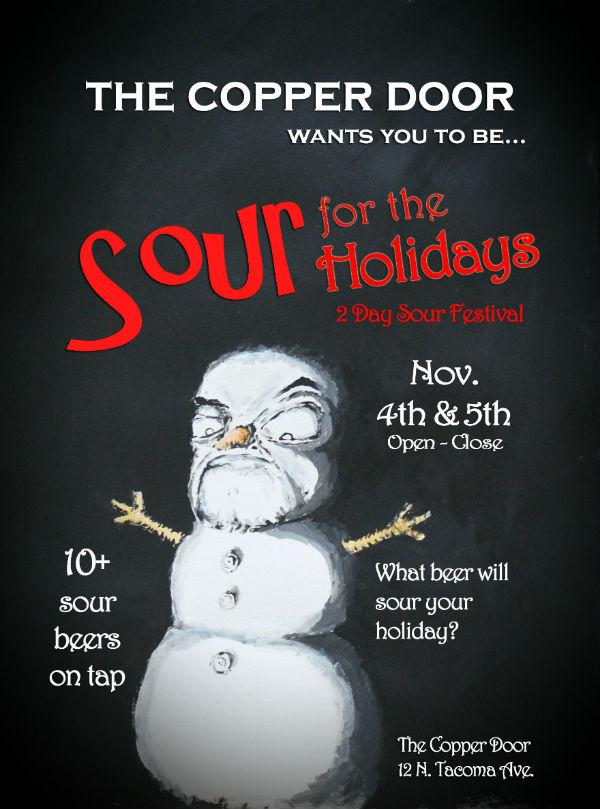 THE COPPER DOOR
WANTS YOU TO BE...
Sour for the
Holidays
2 Day Sour Festival
Nov.
4th & 5th
Open ~ Close
10+
sour
beers
on tap
What beer will
sour your
holiday?
The Copper Door
12 N. Tacoma Ave.